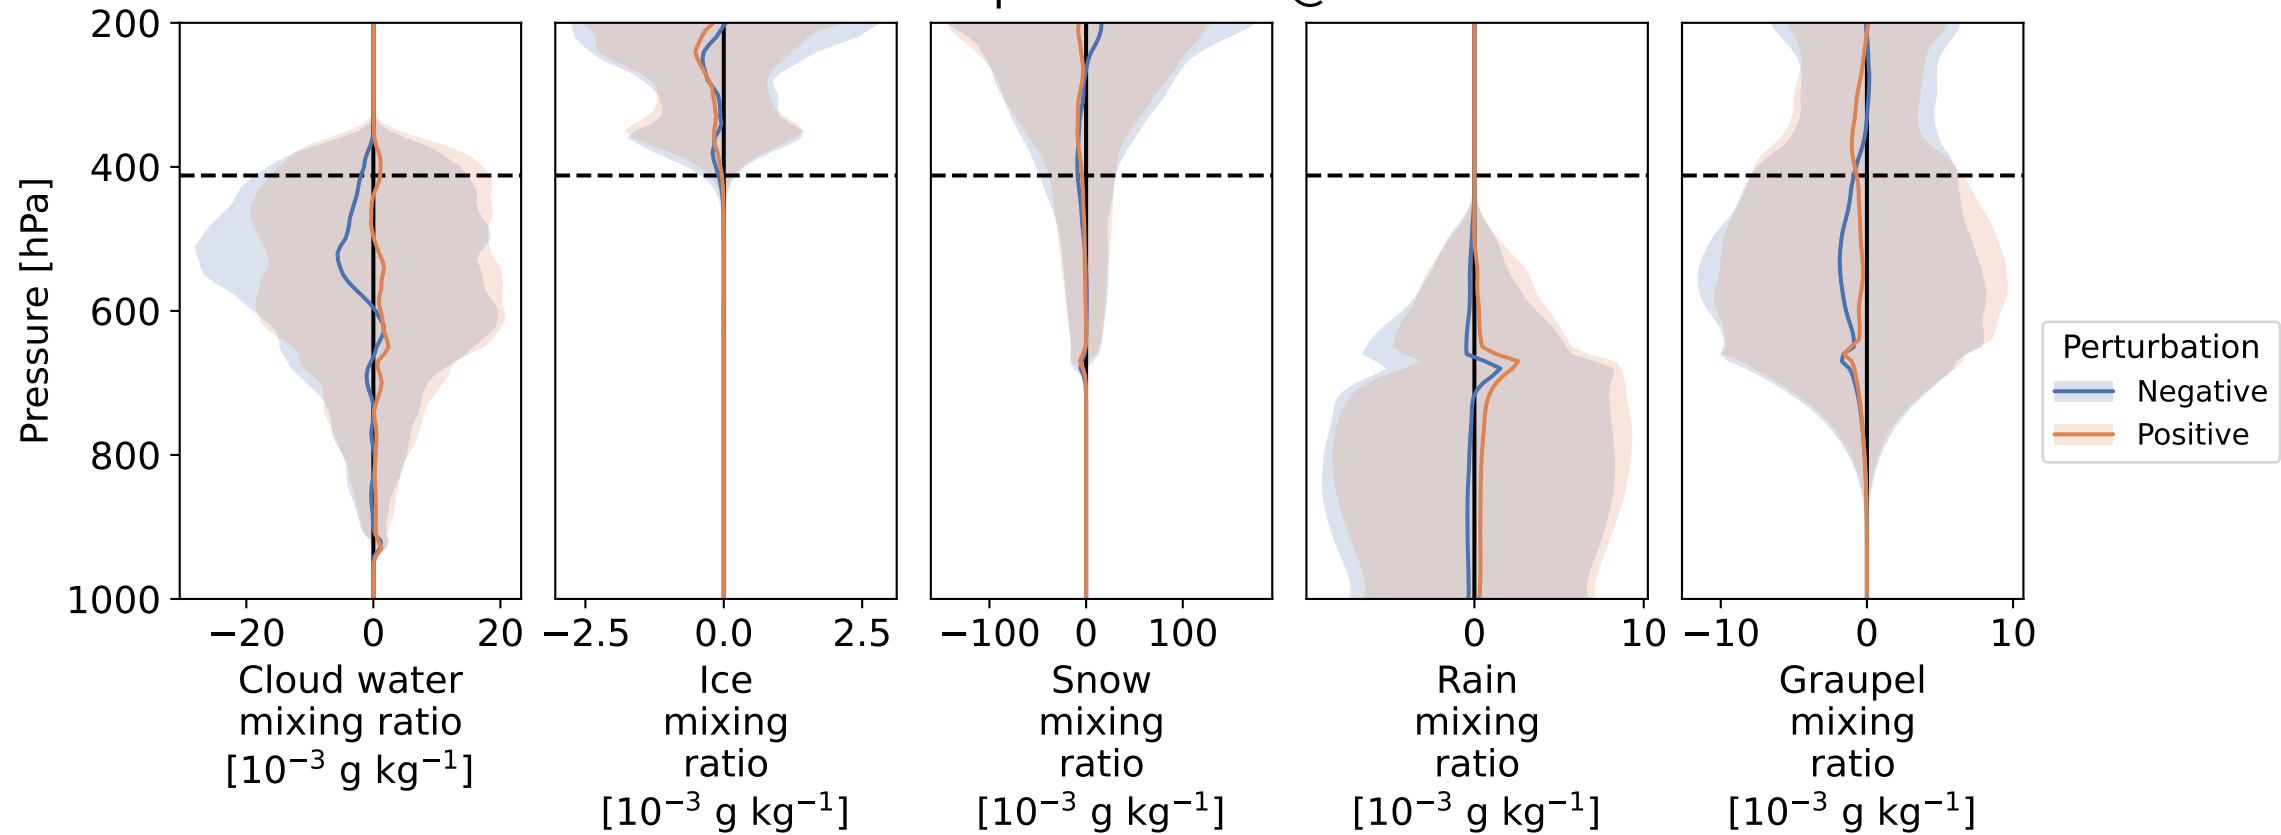 200
400
600
800
1000
Pressure [hPa]
−20 0 20
Cloud water
mixing ratio
[10⁻³ g kg⁻¹]
−2.5 0.0 2.5
Ice
mixing
ratio
[10⁻³ g kg⁻¹]
−100 0 100
Snow
mixing
ratio
[10⁻³ g kg⁻¹]
0 10
Rain
mixing
ratio
[10⁻³ g kg⁻¹]
−10 0 10
Graupel
mixing
ratio
[10⁻³ g kg⁻¹]
Perturbation
Negative
Positive